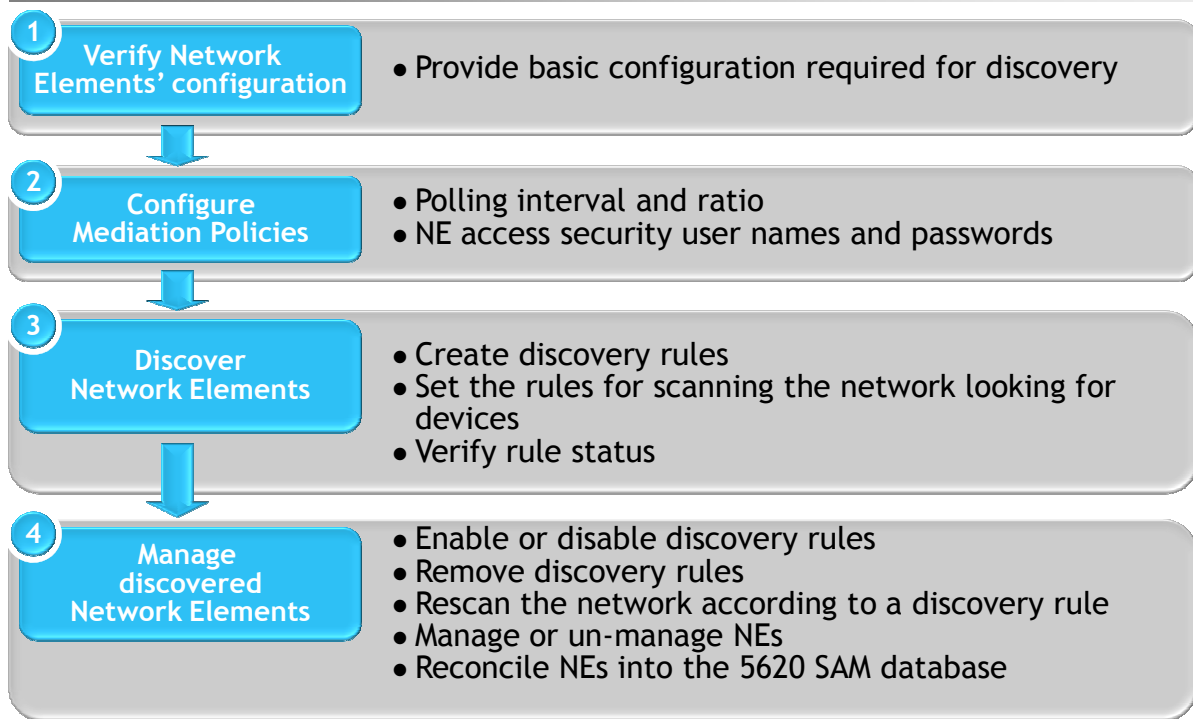 1
Verify Network
Elements’ configuration
● Provide basic configuration required for discovery
2
Configure
Mediation Policies
● Polling interval and ratio
● NE access security user names and passwords
3
Discover
Network Elements
● Create discovery rules
● Set the rules for scanning the network looking for
devices
● Verify rule status
4
Manage
discovered
Network Elements
● Enable or disable discovery rules
● Remove discovery rules
● Rescan the network according to a discovery rule
● Manage or un-manage NEs
● Reconcile NEs into the 5620 SAM database